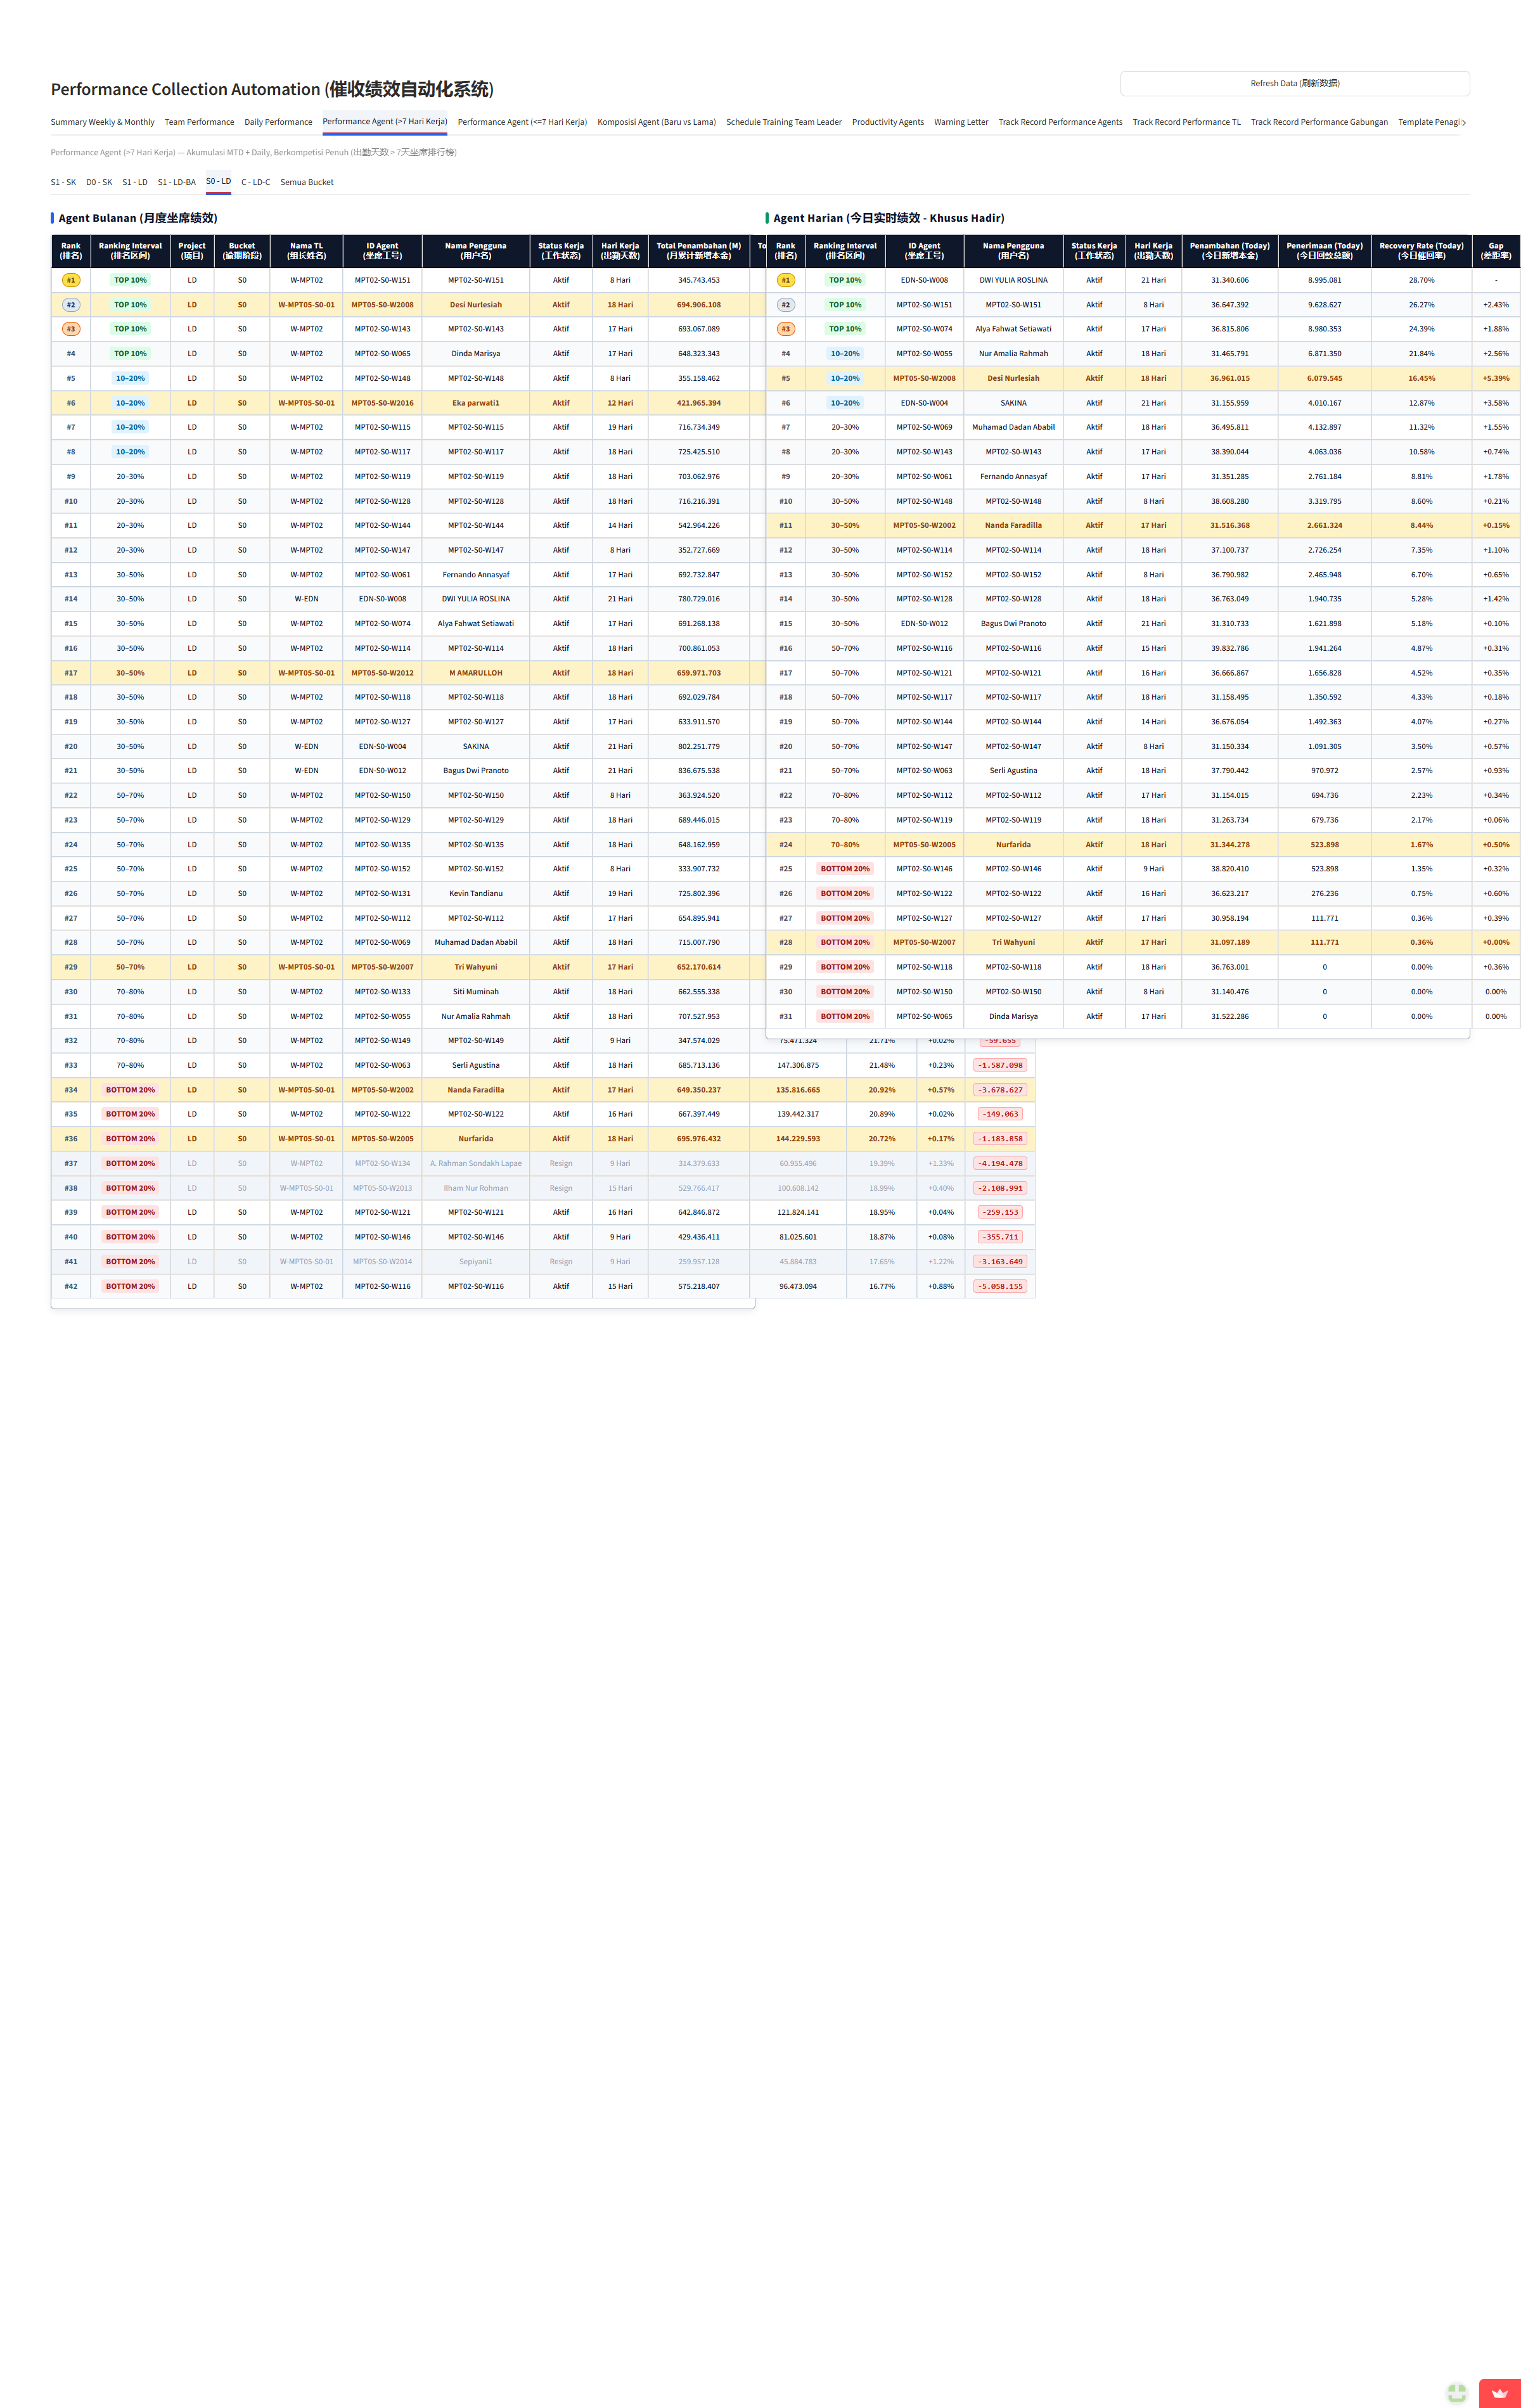 Performance Collection Automation (催收绩效自动化系统)
Refresh Data (刷新数据)
Summary Weekly & Monthly Team Performance Daily Performance Performance Agent (>7 Hari Kerja) Performance Agent (<=7 Hari Kerja) Komposisi Agent (Baru vs Lama) Schedule Training Team Leader Productivity Agents Warning Letter Track Record Performance Agents Track Record Performance TL Track Record Performance Gabungan Template Penagi
Performance Agent (>7 Hari Kerja) — Akumulasi MTD + Daily, Berkompetisi Penuh (出勤天数 > 7天坐席排行榜)
S1 - SK D0 - SK S1 - LD S1 - LD-BA S0 - LD C - LD-C Semua Bucket
Agent Bulanan (月度坐席绩效)
Rank Ranking Interval Project Bucket Nama TL ID Agent Nama Pengguna Status Kerja Hari Kerja Total Penambahan (M) To
(排名) (排名区间) (项目) (逾期阶段) (组长姓名) (坐席工号) (用户名) (工作状态) (出勤天数) (月累计新增本金)
#1 TOP 10% LD S0 W-MPT02 MPT02-S0-W151 MPT02-S0-W151 Aktif 8 Hari 345.743.453
#2 TOP 10% LD S0 W-MPT05-S0-01 MPT05-S0-W2008 Desi Nurlesiah Aktif 18 Hari 694.906.108
#3 TOP 10% LD S0 W-MPT02 MPT02-S0-W143 MPT02-S0-W143 Aktif 17 Hari 693.067.089
#4 TOP 10% LD S0 W-MPT02 MPT02-S0-W065 Dinda Marisya Aktif 17 Hari 648.323.343
#5 10–20% LD S0 W-MPT02 MPT02-S0-W148 MPT02-S0-W148 Aktif 8 Hari 355.158.462
#6 10–20% LD S0 W-MPT05-S0-01 MPT05-S0-W2016 Eka parwati1 Aktif 12 Hari 421.965.394
#7 10–20% LD S0 W-MPT02 MPT02-S0-W115 MPT02-S0-W115 Aktif 19 Hari 716.734.349
#8 10–20% LD S0 W-MPT02 MPT02-S0-W117 MPT02-S0-W117 Aktif 18 Hari 725.425.510
#9 20–30% LD S0 W-MPT02 MPT02-S0-W119 MPT02-S0-W119 Aktif 18 Hari 703.062.976
#10 20–30% LD S0 W-MPT02 MPT02-S0-W128 MPT02-S0-W128 Aktif 18 Hari 716.216.391
#11 20–30% LD S0 W-MPT02 MPT02-S0-W144 MPT02-S0-W144 Aktif 14 Hari 542.964.226
#12 20–30% LD S0 W-MPT02 MPT02-S0-W147 MPT02-S0-W147 Aktif 8 Hari 352.727.669
#13 30–50% LD S0 W-MPT02 MPT02-S0-W061 Fernando Annasyaf Aktif 17 Hari 692.732.847
#14 30–50% LD S0 W-EDN EDN-S0-W008 DWI YULIA ROSLINA Aktif 21 Hari 780.729.016
#15 30–50% LD S0 W-MPT02 MPT02-S0-W074 Alya Fahwat Setiawati Aktif 17 Hari 691.268.138
#16 30–50% LD S0 W-MPT02 MPT02-S0-W114 MPT02-S0-W114 Aktif 18 Hari 700.861.053
#17 30–50% LD S0 W-MPT05-S0-01 MPT05-S0-W2012 M AMARULLOH Aktif 18 Hari 659.971.703
#18 30–50% LD S0 W-MPT02 MPT02-S0-W118 MPT02-S0-W118 Aktif 18 Hari 692.029.784
#19 30–50% LD S0 W-MPT02 MPT02-S0-W127 MPT02-S0-W127 Aktif 17 Hari 633.911.570
#20 30–50% LD S0 W-EDN EDN-S0-W004 SAKINA Aktif 21 Hari 802.251.779
#21 30–50% LD S0 W-EDN EDN-S0-W012 Bagus Dwi Pranoto Aktif 21 Hari 836.675.538
#22 50–70% LD S0 W-MPT02 MPT02-S0-W150 MPT02-S0-W150 Aktif 8 Hari 363.924.520
#23 50–70% LD S0 W-MPT02 MPT02-S0-W129 MPT02-S0-W129 Aktif 18 Hari 689.446.015
#24 50–70% LD S0 W-MPT02 MPT02-S0-W135 MPT02-S0-W135 Aktif 18 Hari 648.162.959
#25 50–70% LD S0 W-MPT02 MPT02-S0-W152 MPT02-S0-W152 Aktif 8 Hari 333.907.732
#26 50–70% LD S0 W-MPT02 MPT02-S0-W131 Kevin Tandianu Aktif 19 Hari 725.802.396
#27 50–70% LD S0 W-MPT02 MPT02-S0-W112 MPT02-S0-W112 Aktif 17 Hari 654.895.941
#28 50–70% LD S0 W-MPT02 MPT02-S0-W069 Muhamad Dadan Ababil Aktif 18 Hari 715.007.790
#29 50–70% LD S0 W-MPT05-S0-01 MPT05-S0-W2007 Tri Wahyuni Aktif 17 Hari 652.170.614
#30 70–80% LD S0 W-MPT02 MPT02-S0-W133 Siti Muminah Aktif 18 Hari 662.555.338
#31 70–80% LD S0 W-MPT02 MPT02-S0-W055 Nur Amalia Rahmah Aktif 18 Hari 707.527.953
#32 70–80% LD S0 W-MPT02 MPT02-S0-W149 MPT02-S0-W149 Aktif 9 Hari 347.574.029 75.471.324 21.71% +0.02% -59.655
#33 70–80% LD S0 W-MPT02 MPT02-S0-W063 Serli Agustina Aktif 18 Hari 685.713.136 147.306.875 21.48% +0.23% -1.587.098
#34 BOTTOM 20% LD S0 W-MPT05-S0-01 MPT05-S0-W2002 Nanda Faradilla Aktif 17 Hari 649.350.237 135.816.665 20.92% +0.57% -3.678.627
#35 BOTTOM 20% LD S0 W-MPT02 MPT02-S0-W122 MPT02-S0-W122 Aktif 16 Hari 667.397.449 139.442.317 20.89% +0.02% -149.063
#36 BOTTOM 20% LD S0 W-MPT05-S0-01 MPT05-S0-W2005 Nurfarida Aktif 18 Hari 695.976.432 144.229.593 20.72% +0.17% -1.183.858
#37 BOTTOM 20% LD S0 W-MPT02 MPT02-S0-W134 A. Rahman Sondakh Lapae Resign 9 Hari 314.379.633 60.955.496 19.39% +1.33% -4.194.478
#38 BOTTOM 20% LD S0 W-MPT05-S0-01 MPT05-S0-W2013 Ilham Nur Rohman Resign 15 Hari 529.766.417 100.608.142 18.99% +0.40% -2.108.991
#39 BOTTOM 20% LD S0 W-MPT02 MPT02-S0-W121 MPT02-S0-W121 Aktif 16 Hari 642.846.872 121.824.141 18.95% +0.04% -259.153
#40 BOTTOM 20% LD S0 W-MPT02 MPT02-S0-W146 MPT02-S0-W146 Aktif 9 Hari 429.436.411 81.025.601 18.87% +0.08% -355.711
#41 BOTTOM 20% LD S0 W-MPT05-S0-01 MPT05-S0-W2014 Sepiyani1 Resign 9 Hari 259.957.128 45.884.783 17.65% +1.22% -3.163.649
#42 BOTTOM 20% LD S0 W-MPT02 MPT02-S0-W116 MPT02-S0-W116 Aktif 15 Hari 575.218.407 96.473.094 16.77% +0.88% -5.058.155
Agent Harian (今日实时绩效 - Khusus Hadir)
Rank Ranking Interval ID Agent Nama Pengguna Status Kerja Hari Kerja Penambahan (Today) Penerimaan (Today) Recovery Rate (Today) Gap
(排名) (排名区间) (坐席工号) (用户名) (工作状态) (出勤天数) (今日新增本金) (今日回款总额) (今日催回率) (差距率)
#1 TOP 10% EDN-S0-W008 DWI YULIA ROSLINA Aktif 21 Hari 31.340.606 8.995.081 28.70% -
#2 TOP 10% MPT02-S0-W151 MPT02-S0-W151 Aktif 8 Hari 36.647.392 9.628.627 26.27% +2.43%
#3 TOP 10% MPT02-S0-W074 Alya Fahwat Setiawati Aktif 17 Hari 36.815.806 8.980.353 24.39% +1.88%
#4 10–20% MPT02-S0-W055 Nur Amalia Rahmah Aktif 18 Hari 31.465.791 6.871.350 21.84% +2.56%
#5 10–20% MPT05-S0-W2008 Desi Nurlesiah Aktif 18 Hari 36.961.015 6.079.545 16.45% +5.39%
#6 10–20% EDN-S0-W004 SAKINA Aktif 21 Hari 31.155.959 4.010.167 12.87% +3.58%
#7 20–30% MPT02-S0-W069 Muhamad Dadan Ababil Aktif 18 Hari 36.495.811 4.132.897 11.32% +1.55%
#8 20–30% MPT02-S0-W143 MPT02-S0-W143 Aktif 17 Hari 38.390.044 4.063.036 10.58% +0.74%
#9 20–30% MPT02-S0-W061 Fernando Annasyaf Aktif 17 Hari 31.351.285 2.761.184 8.81% +1.78%
#10 30–50% MPT02-S0-W148 MPT02-S0-W148 Aktif 8 Hari 38.608.280 3.319.795 8.60% +0.21%
#11 30–50% MPT05-S0-W2002 Nanda Faradilla Aktif 17 Hari 31.516.368 2.661.324 8.44% +0.15%
#12 30–50% MPT02-S0-W114 MPT02-S0-W114 Aktif 18 Hari 37.100.737 2.726.254 7.35% +1.10%
#13 30–50% MPT02-S0-W152 MPT02-S0-W152 Aktif 8 Hari 36.790.982 2.465.948 6.70% +0.65%
#14 30–50% MPT02-S0-W128 MPT02-S0-W128 Aktif 18 Hari 36.763.049 1.940.735 5.28% +1.42%
#15 30–50% EDN-S0-W012 Bagus Dwi Pranoto Aktif 21 Hari 31.310.733 1.621.898 5.18% +0.10%
#16 50–70% MPT02-S0-W116 MPT02-S0-W116 Aktif 15 Hari 39.832.786 1.941.264 4.87% +0.31%
#17 50–70% MPT02-S0-W121 MPT02-S0-W121 Aktif 16 Hari 36.666.867 1.656.828 4.52% +0.35%
#18 50–70% MPT02-S0-W117 MPT02-S0-W117 Aktif 18 Hari 31.158.495 1.350.592 4.33% +0.18%
#19 50–70% MPT02-S0-W144 MPT02-S0-W144 Aktif 14 Hari 36.676.054 1.492.363 4.07% +0.27%
#20 50–70% MPT02-S0-W147 MPT02-S0-W147 Aktif 8 Hari 31.150.334 1.091.305 3.50% +0.57%
#21 50–70% MPT02-S0-W063 Serli Agustina Aktif 18 Hari 37.790.442 970.972 2.57% +0.93%
#22 70–80% MPT02-S0-W112 MPT02-S0-W112 Aktif 17 Hari 31.154.015 694.736 2.23% +0.34%
#23 70–80% MPT02-S0-W119 MPT02-S0-W119 Aktif 18 Hari 31.263.734 679.736 2.17% +0.06%
#24 70–80% MPT05-S0-W2005 Nurfarida Aktif 18 Hari 31.344.278 523.898 1.67% +0.50%
#25 BOTTOM 20% MPT02-S0-W146 MPT02-S0-W146 Aktif 9 Hari 38.820.410 523.898 1.35% +0.32%
#26 BOTTOM 20% MPT02-S0-W122 MPT02-S0-W122 Aktif 16 Hari 36.623.217 276.236 0.75% +0.60%
#27 BOTTOM 20% MPT02-S0-W127 MPT02-S0-W127 Aktif 17 Hari 30.958.194 111.771 0.36% +0.39%
#28 BOTTOM 20% MPT05-S0-W2007 Tri Wahyuni Aktif 17 Hari 31.097.189 111.771 0.36% +0.00%
#29 BOTTOM 20% MPT02-S0-W118 MPT02-S0-W118 Aktif 18 Hari 36.763.001 0 0.00% +0.36%
#30 BOTTOM 20% MPT02-S0-W150 MPT02-S0-W150 Aktif 8 Hari 31.140.476 0 0.00% 0.00%
#31 BOTTOM 20% MPT02-S0-W065 Dinda Marisya Aktif 17 Hari 31.522.286 0 0.00% 0.00%